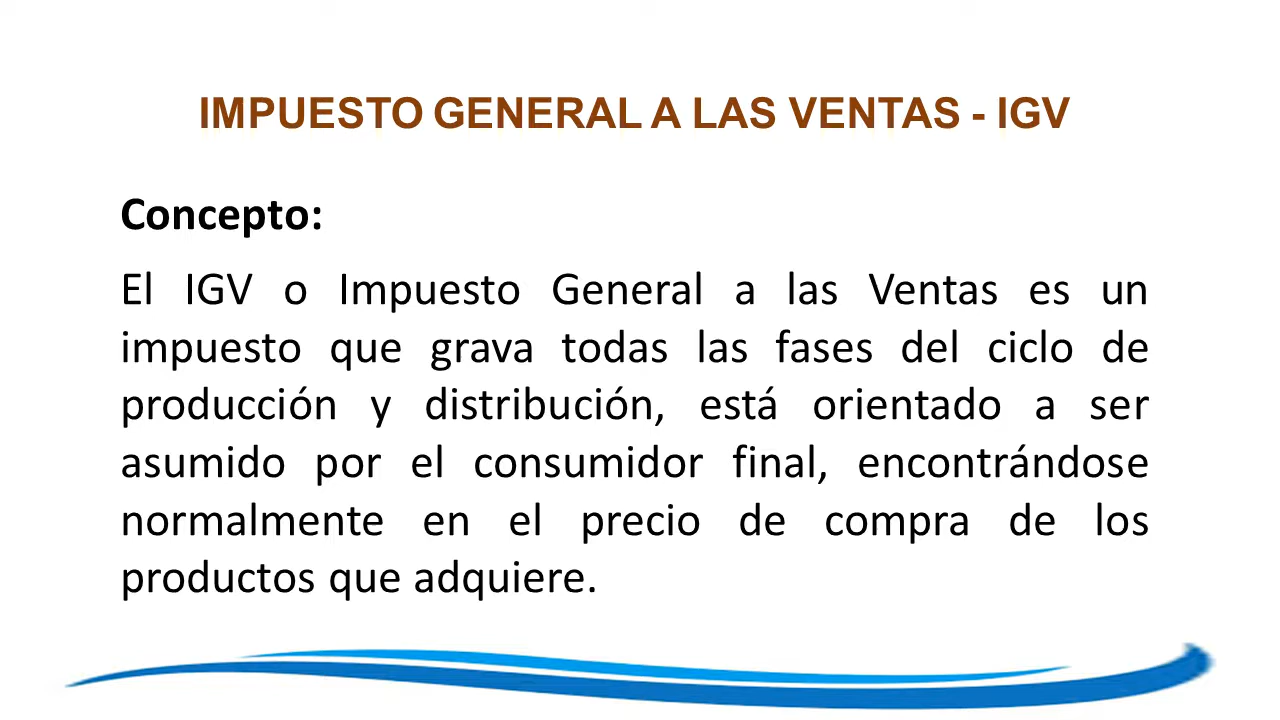 IMPUESTO GENERAL A LAS VENTAS - IGV
Concepto:
El IGV o Impuesto General a las Ventas es un
impuesto que grava todas las fases del ciclo de
producción y distribución, está orientado a ser
asumido por el consumidor final, encontrándose
normalmente en el precio de compra de los
productos que adquiere.